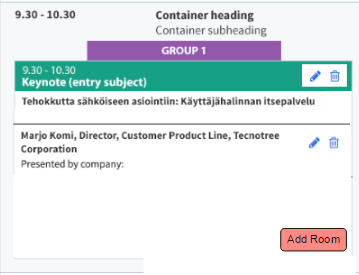 9.30 - 10.30 Container heading
Container subheading
GROUP 1
9.30 - 10.30
Keynote (entry subject)
Tehokkutta sähköiseen asiointiin: Käyttäjähalinnan itsepalvelu
Marjo Komi, Director, Customer Product Line, Tecnotree
Corporation
Presented by company:
Add Room